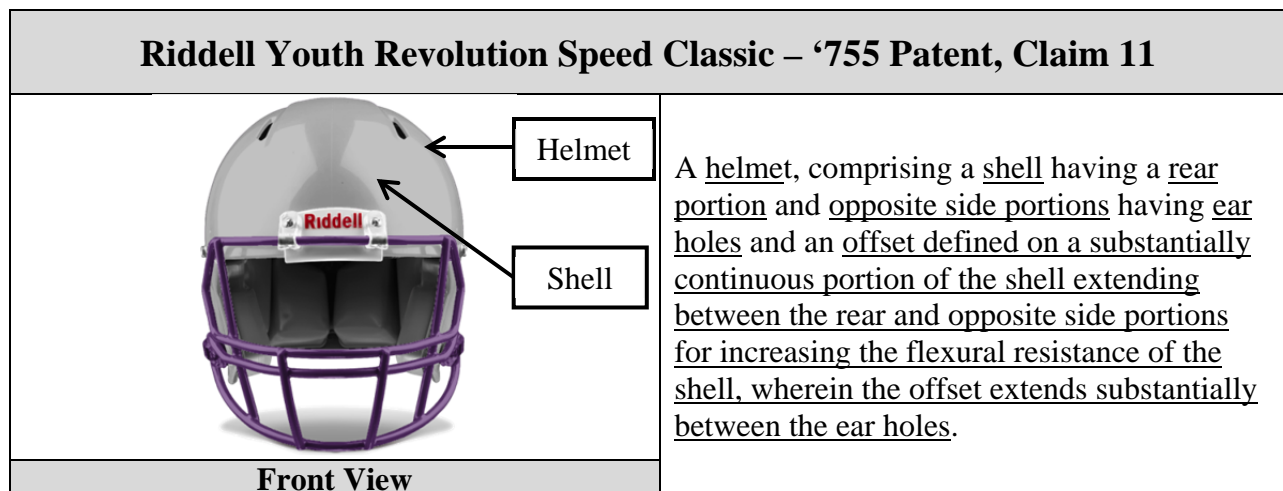 Riddell Youth Revolution Speed Classic – ‘755 Patent, Claim 11
Helmet
Riddell
Shell
Front View
A helmet, comprising a shell having a rear
portion and opposite side portions having ear
holes and an offset defined on a substantially
continuous portion of the shell extending
between the rear and opposite side portions
for increasing the flexural resistance of the
shell, wherein the offset extends substantially
between the ear holes.